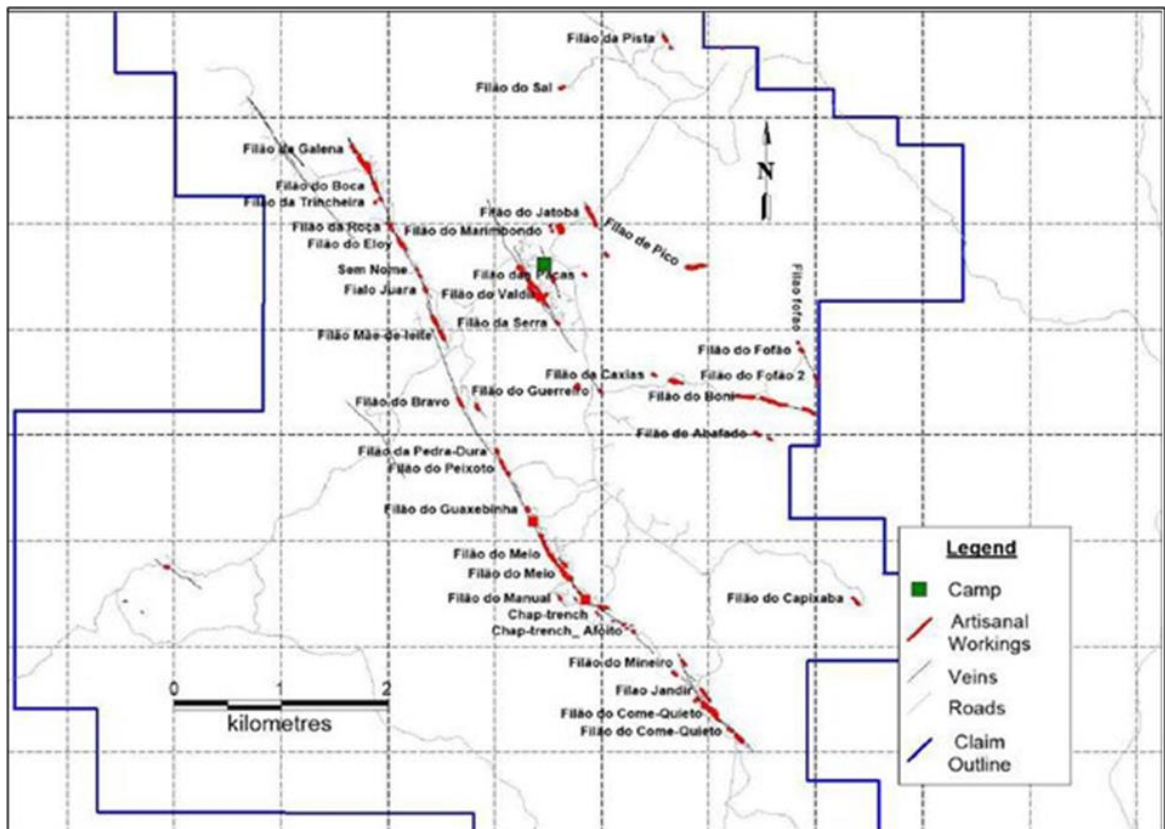 Filão da Pista
Filão do Sal
Filão da Galena
Filão do Boca
Filão da Trincheira
Filão do Jatobá
Filão do Marimbondo
Filão de Pico
Filão da Roça
Filão do Eloy
Sem Nome
Filão das Pacas
Fialo Juara
Filão do Valdir
Filão fofão
Filão da Serra
Filão Mãe de leite
Filão do Fofão
Filão da Caxias
Filão do Fofão 2
Filão do Guerreiro
Filão do Boni
Filão do Bravo
Filão do Abafado
Filão da Pedra-Dura
Filão do Peixoto
Filão do Guaxebinha
Filão do Meio
Filão do Meio
Filão do Manual
Filão do Capixaba
Chap-trench
Chap-trench_ Afoito
Filão do Mineiro
Filao Jandir
Filão do Come-Quieto
Filão do Come-Quieto
N
0 1 2
kilometres
Legend
Camp
Artisanal
Workings
Veins
Roads
Claim
Outline